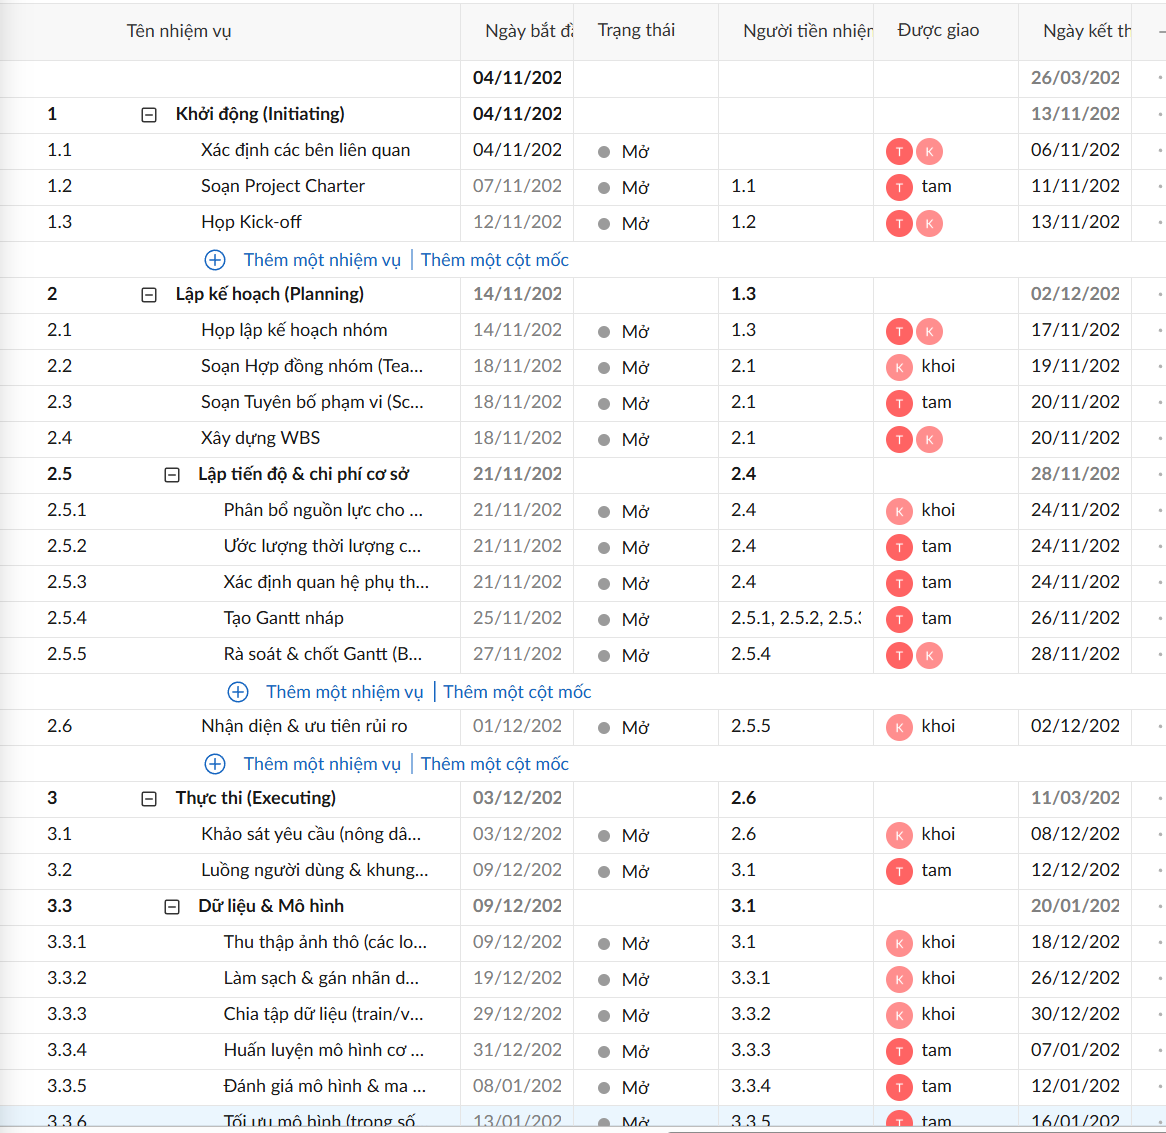 Tên nhiệm vụ Ngày bắt đầ Trạng thái Người tiền nhiệm Được giao Ngày kết th
04/11/202 26/03/202
1 Khởi động (Initiating) 04/11/202 13/11/202
1.1 Xác định các bên liên quan 04/11/202 Mở T K 06/11/202
1.2 Soạn Project Charter 07/11/202 Mở 1.1 T tam 11/11/202
1.3 Họp Kick-off 12/11/202 Mở 1.2 T K 13/11/202
Thêm một nhiệm vụ | Thêm một cột mốc
2 Lập kế hoạch (Planning) 14/11/202 1.3 02/12/202
2.1 Họp lập kế hoạch nhóm 14/11/202 Mở 1.3 T K 17/11/202
2.2 Soạn Hợp đồng nhóm (Tea... 18/11/202 Mở 2.1 K khoi 19/11/202
2.3 Soạn Tuyên bố phạm vi (Sc... 18/11/202 Mở 2.1 T tam 20/11/202
2.4 Xây dựng WBS 18/11/202 Mở 2.1 T K 20/11/202
2.5 Lập tiến độ & chi phí cơ sở 21/11/202 2.4 28/11/202
2.5.1 Phân bổ nguồn lực cho ... 21/11/202 Mở 2.4 K khoi 24/11/202
2.5.2 Ước lượng thời lượng c... 21/11/202 Mở 2.4 T tam 24/11/202
2.5.3 Xác định quan hệ phụ th... 21/11/202 Mở 2.4 T tam 24/11/202
2.5.4 Tạo Gantt nháp 25/11/202 Mở 2.5.1, 2.5.2, 2.5.3 T tam 26/11/202
2.5.5 Rà soát & chốt Gantt (B... 27/11/202 Mở 2.5.4 T K 28/11/202
Thêm một nhiệm vụ | Thêm một cột mốc
2.6 Nhận diện & ưu tiên rủi ro 01/12/202 Mở 2.5.5 K khoi 02/12/202
Thêm một nhiệm vụ | Thêm một cột mốc
3 Thực thi (Executing) 03/12/202 2.6 11/03/202
3.1 Khảo sát yêu cầu (nông dâ... 03/12/202 Mở 2.6 K khoi 08/12/202
3.2 Luồng người dùng & khung... 09/12/202 Mở 3.1 T tam 12/12/202
3.3 Dữ liệu & Mô hình 09/12/202 3.1 20/01/202
3.3.1 Thu thập ảnh thô (các lo... 09/12/202 Mở 3.1 K khoi 18/12/202
3.3.2 Làm sạch & gán nhãn d... 19/12/202 Mở 3.3.1 K khoi 26/12/202
3.3.3 Chia tập dữ liệu (train/v... 29/12/202 Mở 3.3.2 K khoi 30/12/202
3.3.4 Huấn luyện mô hình cơ ... 31/12/202 Mở 3.3.3 T tam 07/01/202
3.3.5 Đánh giá mô hình & ma ... 08/01/202 Mở 3.3.4 T tam 12/01/202
3.3.6 Tối ưu mô hình (trọng số 13/01/202 Mở 3.3.5 T tam 16/01/202